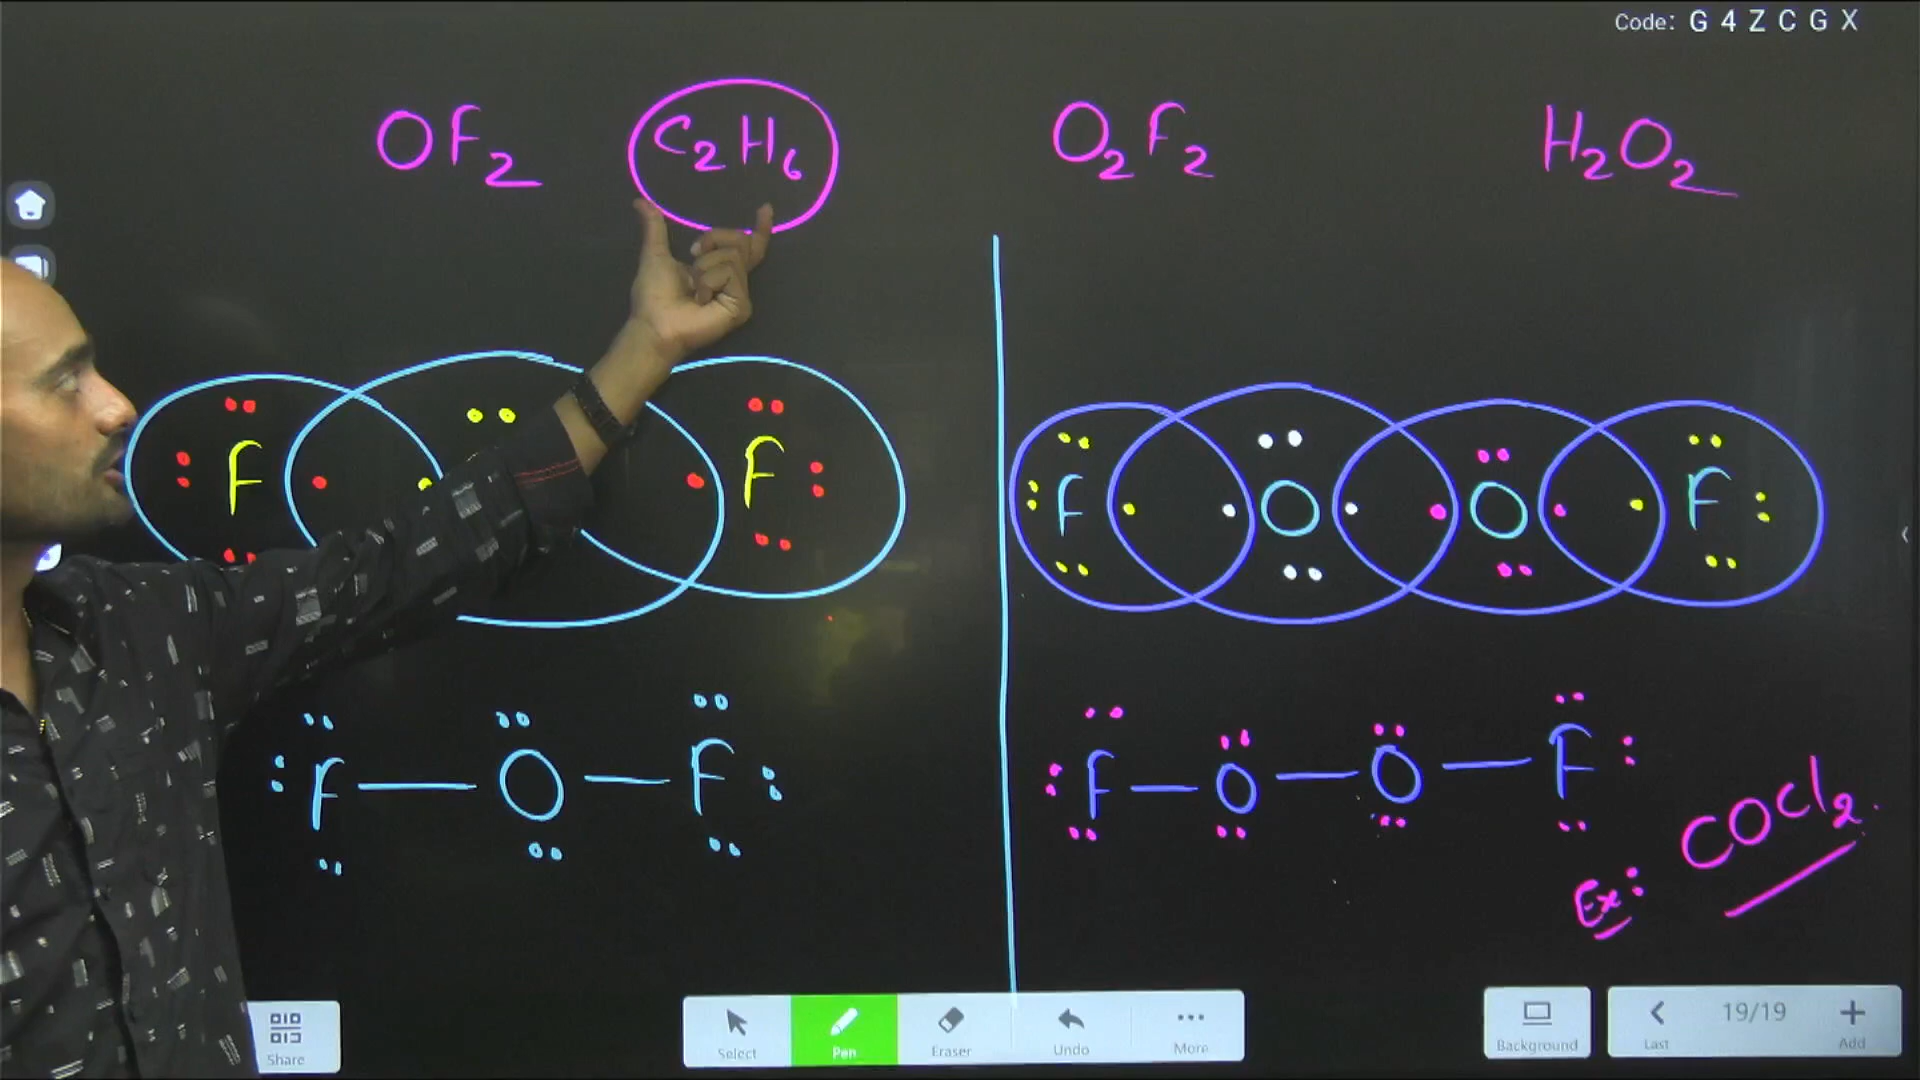 Code: G 4 Z C G X
OF₂ C₂H₆ O₂F₂ H₂O₂
F F
F O O F
F — O — F
F — O — O — F
COCl₂
Ex:
Share
Select Pen Eraser Undo More
Background
Last 19/19 Add